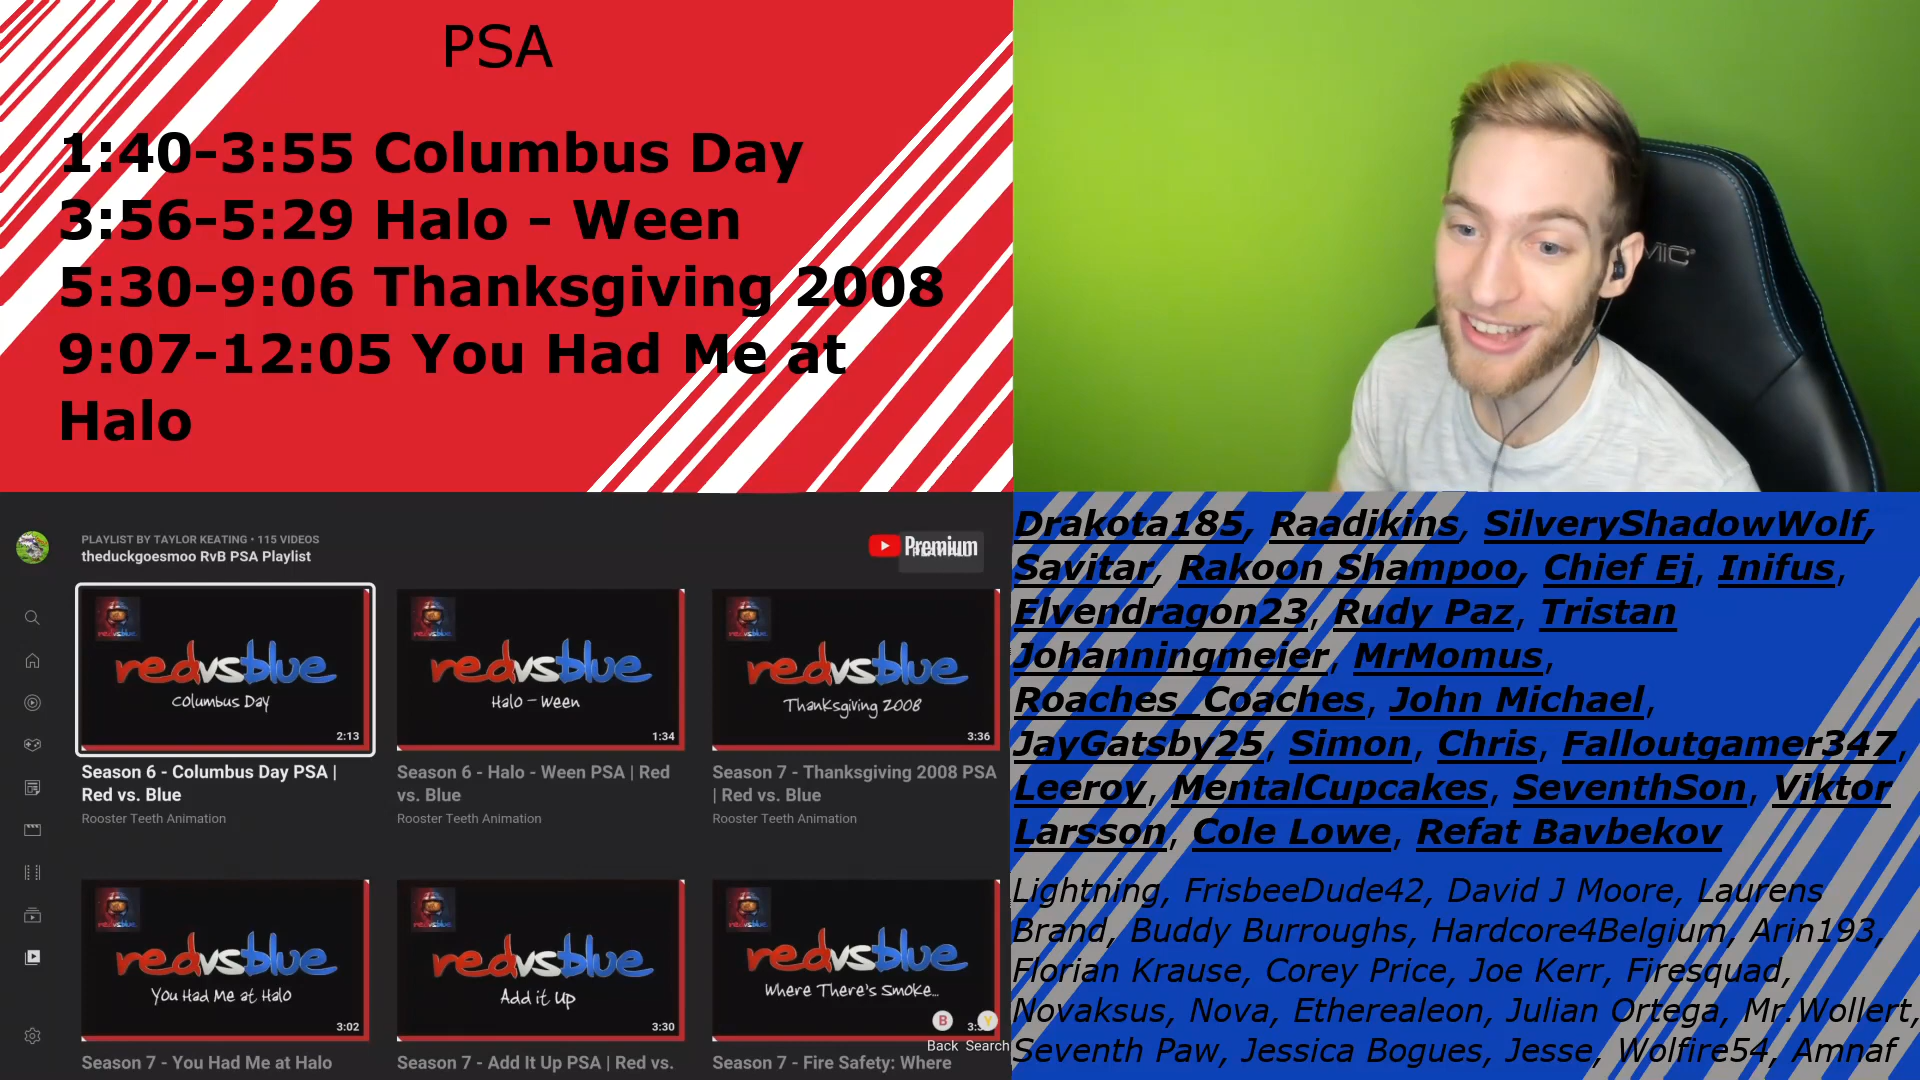 PSA
1:40-3:55 Columbus Day
3:56-5:29 Halo - Ween
5:30-9:06 Thanksgiving 2008
9:07-12:05 You Had Me at
Halo
MIC
PLAYLIST BY TAYLOR KEATING • 115 VIDEOS
theduckgoesmoo RvB PSA Playlist
Premium
redvsblue
Columbus Day
2:13
redvsblue
Halo - Ween
1:34
redvsblue
Thanksgiving 2008
3:36
Season 6 - Columbus Day PSA |
Red vs. Blue
Rooster Teeth Animation
Season 6 - Halo - Ween PSA | Red
vs. Blue
Rooster Teeth Animation
Season 7 - Thanksgiving 2008 PSA
| Red vs. Blue
Rooster Teeth Animation
redvsblue
You Had Me at Halo
3:02
redvsblue
Add it Up
3:30
redvsblue
Where There's Smoke...
B
Y
Back
Search
Season 7 - You Had Me at Halo
Season 7 - Add It Up PSA | Red vs.
Season 7 - Fire Safety: Where
Drakota185, Raadikins, SilveryShadowWolf,
Savitar, Rakoon Shampoo, Chief Ej, Inifus,
Elvendragon23, Rudy Paz, Tristan
Johanningmeier, MrMomus,
Roaches_Coaches, John Michael,
JayGatsby25, Simon, Chris, Falloutgamer347,
Leeroy, MentalCupcakes, SeventhSon, Viktor
Larsson, Cole Lowe, Refat Bavbekov
Lightning, FrisbeeDude42, David J Moore, Laurens
Brand, Buddy Burroughs, Hardcore4Belgium, Arin193,
Florian Krause, Corey Price, Joe Kerr, Firesquad,
Novaksus, Nova, Etherealeon, Julian Ortega, Mr.Wollert,
Seventh Paw, Jessica Bogues, Jesse, Wolfire54, Amnaf